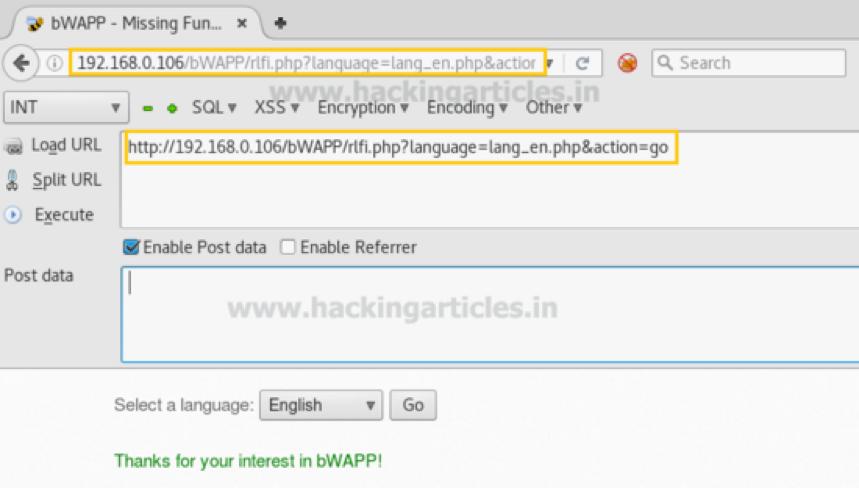 bWAPP - Missing Fun...
192.168.0.106/bWAPP/rlfi.php?language=lang_en.php&action
Search
www.hackingarticles.in
INT
SQL
XSS
Encryption
Encoding
Other
Load URL
http://192.168.0.106/bWAPP/rlfi.php?language=lang_en.php&action=go
Split URL
Execute
Enable Post data
Enable Referrer
Post data
www.hackingarticles.in
Select a language:
English
Go
Thanks for your interest in bWAPP!